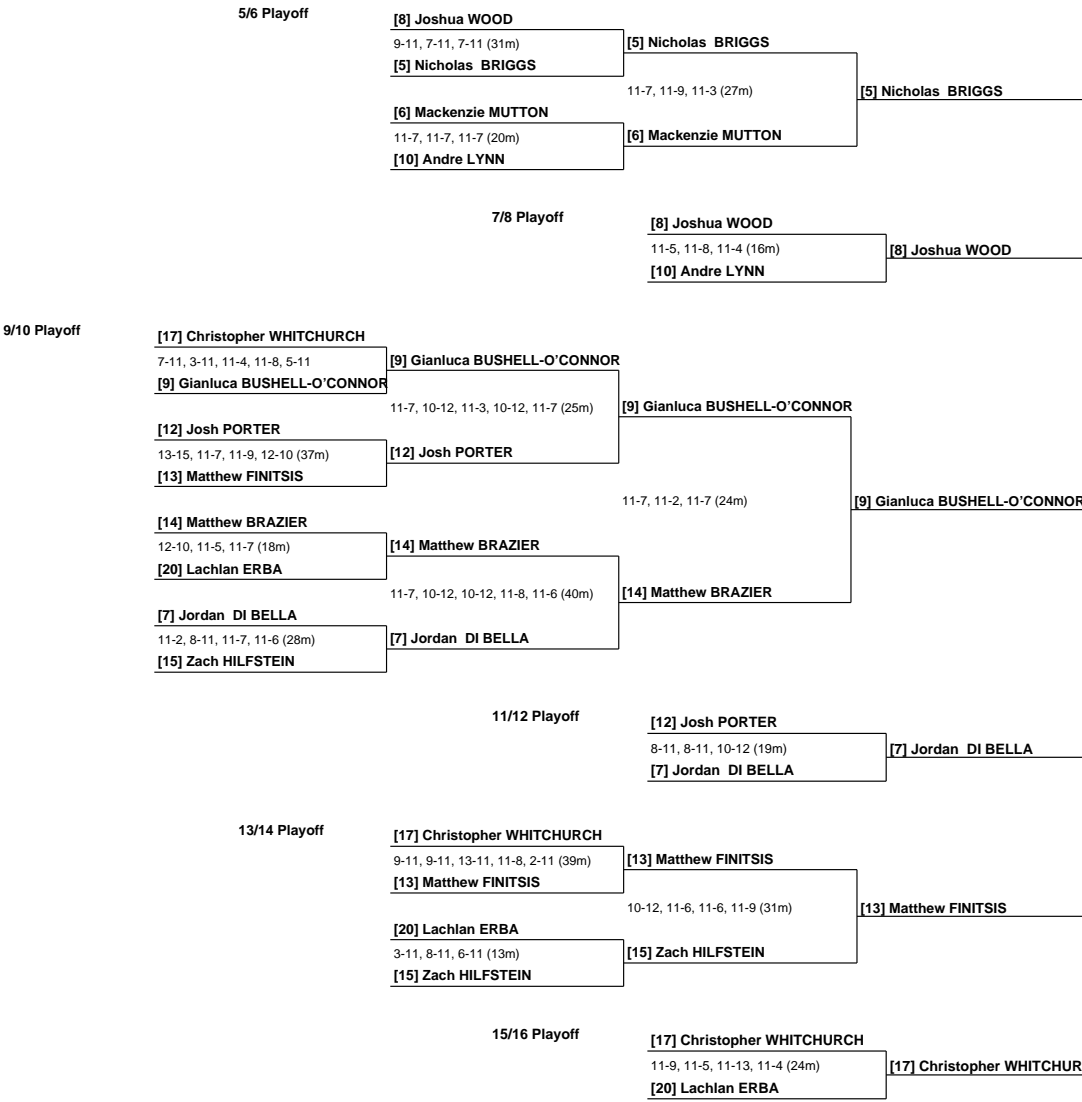 5/6 Playoff
[8] Joshua WOOD
9-11, 7-11, 7-11 (31m)
[5] Nicholas  BRIGGS
[5] Nicholas  BRIGGS
11-7, 11-9, 11-3 (27m)
[5] Nicholas  BRIGGS
[6] Mackenzie MUTTON
11-7, 11-7, 11-7 (20m)
[6] Mackenzie MUTTON
[10] Andre LYNN
7/8 Playoff
[8] Joshua WOOD
11-5, 11-8, 11-4 (16m)
[8] Joshua WOOD
[10] Andre LYNN
9/10 Playoff
[17] Christopher WHITCHURCH
7-11, 3-11, 11-4, 11-8, 5-11
[9] Gianluca BUSHELL-O’CONNOR
[9] Gianluca BUSHELL-O’CONNOR
11-7, 10-12, 11-3, 10-12, 11-7 (25m)
[9] Gianluca BUSHELL-O’CONNOR
[12] Josh PORTER
13-15, 11-7, 11-9, 12-10 (37m)
[12] Josh PORTER
[13] Matthew FINITSIS
11-7, 11-2, 11-7 (24m)
[9] Gianluca BUSHELL-O’CONNOR
[14] Matthew BRAZIER
12-10, 11-5, 11-7 (18m)
[14] Matthew BRAZIER
[20] Lachlan ERBA
11-7, 10-12, 10-12, 11-8, 11-6 (40m)
[14] Matthew BRAZIER
[7] Jordan  DI BELLA
11-2, 8-11, 11-7, 11-6 (28m)
[7] Jordan  DI BELLA
[15] Zach HILFSTEIN
11/12 Playoff
[12] Josh PORTER
8-11, 8-11, 10-12 (19m)
[7] Jordan  DI BELLA
[7] Jordan  DI BELLA
13/14 Playoff
[17] Christopher WHITCHURCH
9-11, 9-11, 13-11, 11-8, 2-11 (39m)
[13] Matthew FINITSIS
[13] Matthew FINITSIS
10-12, 11-6, 11-6, 11-9 (31m)
[13] Matthew FINITSIS
[20] Lachlan ERBA
3-11, 8-11, 6-11 (13m)
[15] Zach HILFSTEIN
[15] Zach HILFSTEIN
15/16 Playoff
[17] Christopher WHITCHURCH
11-9, 11-5, 11-13, 11-4 (24m)
[17] Christopher WHITCHUR
[20] Lachlan ERBA